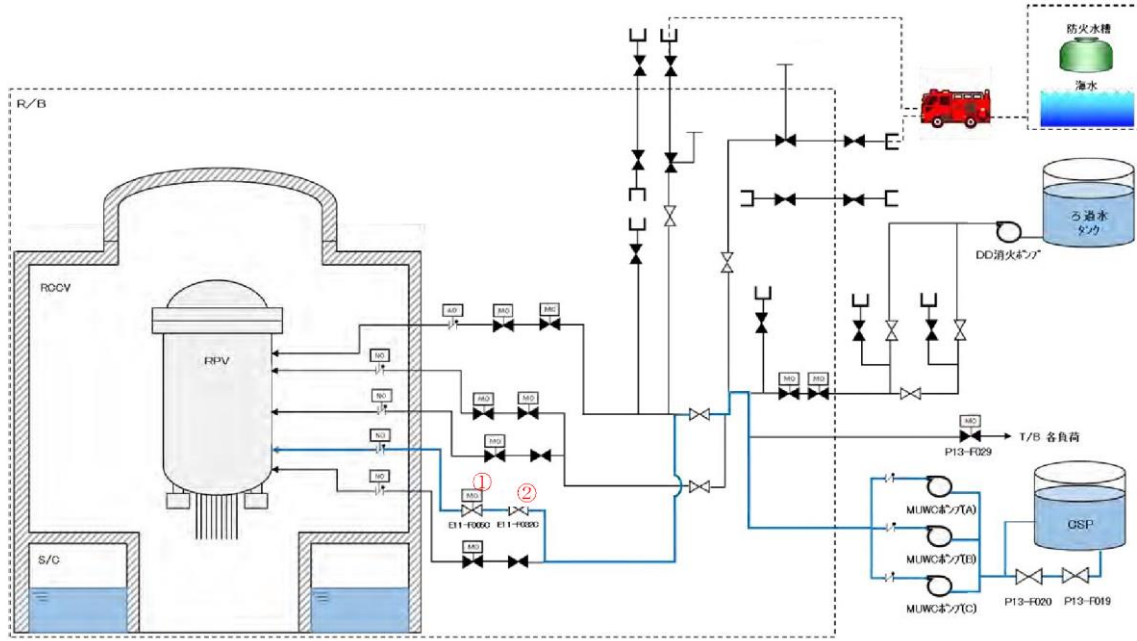 防火水槽
海水
R/B
ろ過水
タンク
DD消火ポンプ
RCCV
AO
MO
MO
RPV
NO
MO
MO
NO
MO
MO
MO
NO
MO
P13-F029
T/B 各負荷
①
②
MO
E11-F032C
NO
MO
S/C
MUWCポンプ(A)
MUWCポンプ(B)
MUWCポンプ(C)
CSP
P13-F020
P13-F019